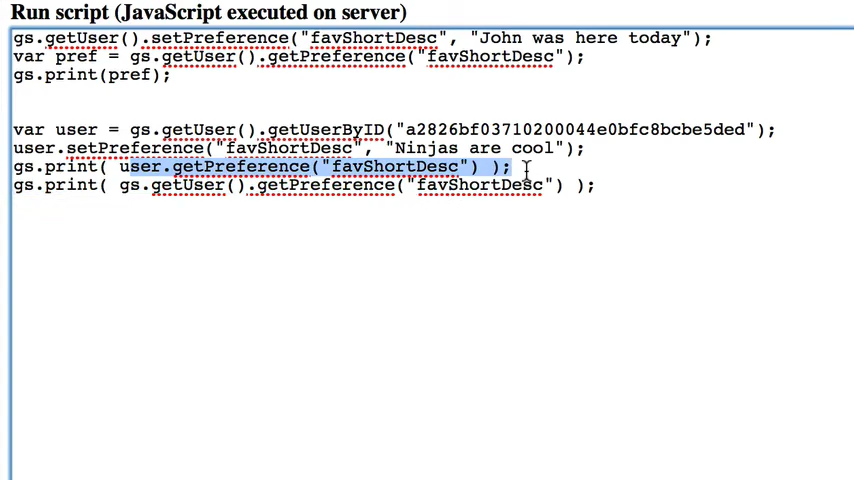 Run script (JavaScript executed on server)
gs.getUser().setPreference("favShortDesc", "John was here today");
var pref = gs.getUser().getPreference("favShortDesc");
gs.print(pref);
var user = gs.getUser().getUserByID("a2826bf03710200044e0bfc8bcbe5ded");
user.setPreference("favShortDesc", "Ninjas are cool");
gs.print( user.getPreference("favShortDesc") );
gs.print( gs.getUser().getPreference("favShortDesc") );